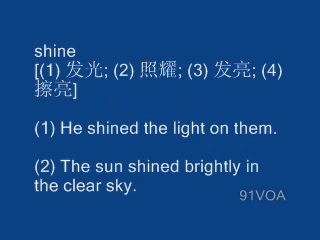 shine
[(1) 发光; (2) 照耀; (3) 发亮; (4)
擦亮]
(1) He shined the light on them.
(2) The sun shined brightly in
the clear sky.
91VOA